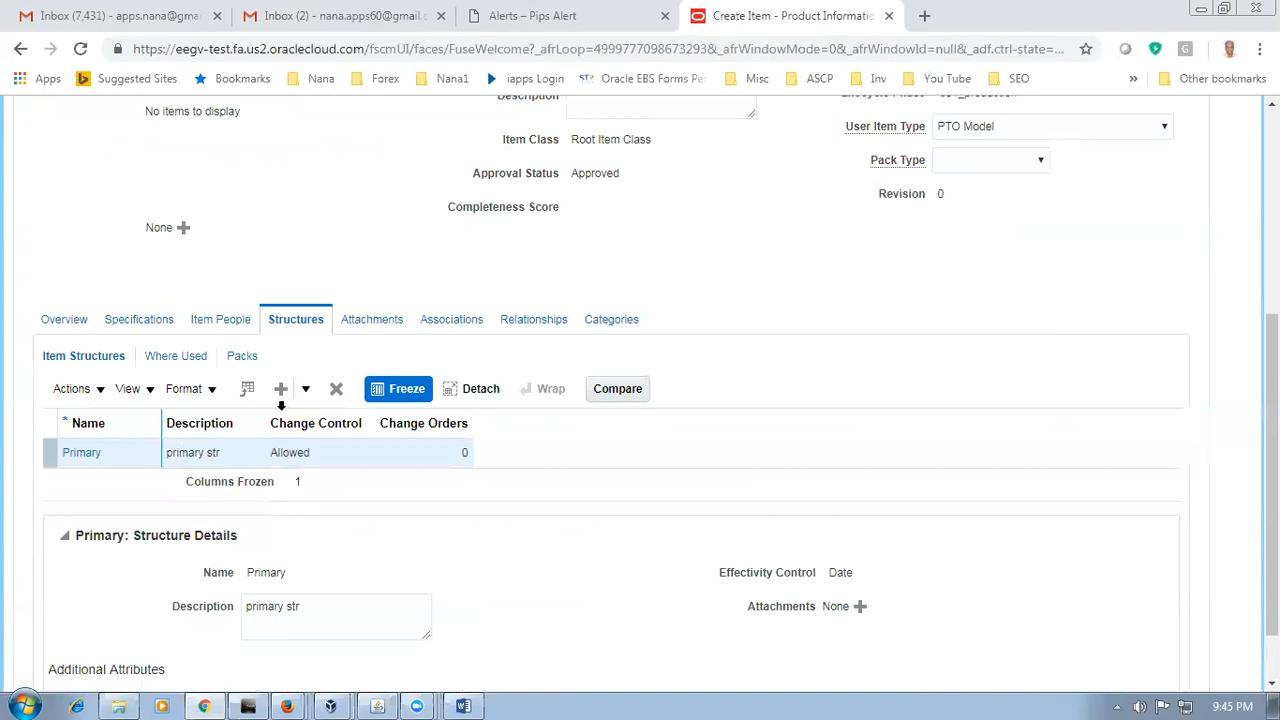 Inbox (7,431) - apps.nana@gmai
Inbox (2) - nana.apps60@gmail.c
Alerts – Pips Alert
Create Item - Product Informatic
https://eegv-test.fa.us2.oraclecloud.com/fscmUI/faces/FuseWelcome?_afrLoop=49997770986732​93&_afrWindowMode=0&_afrWindowId=null&_adf.ctrl-state=...
Apps
Suggested Sites
Bookmarks
Nana
Forex
Nana1
iapps Login
Oracle EBS Forms Pe
Misc
ASCP
Inv
You Tube
SEO
»
Other bookmarks
No items to display
Description
User Item Type PTO Model
Item Class Root Item Class
Pack Type
Approval Status Approved
Revision 0
Completeness Score
None
Overview Specifications Item People Structures Attachments Associations Relationships Categories
Item Structures Where Used Packs
Actions View Format Freeze Detach Wrap Compare
* Name Description Change Control Change Orders
Primary primary str Allowed 0
Columns Frozen 1
Primary: Structure Details
Name Primary Effectivity Control Date
Description primary str Attachments None
Additional Attributes
9:45 PM